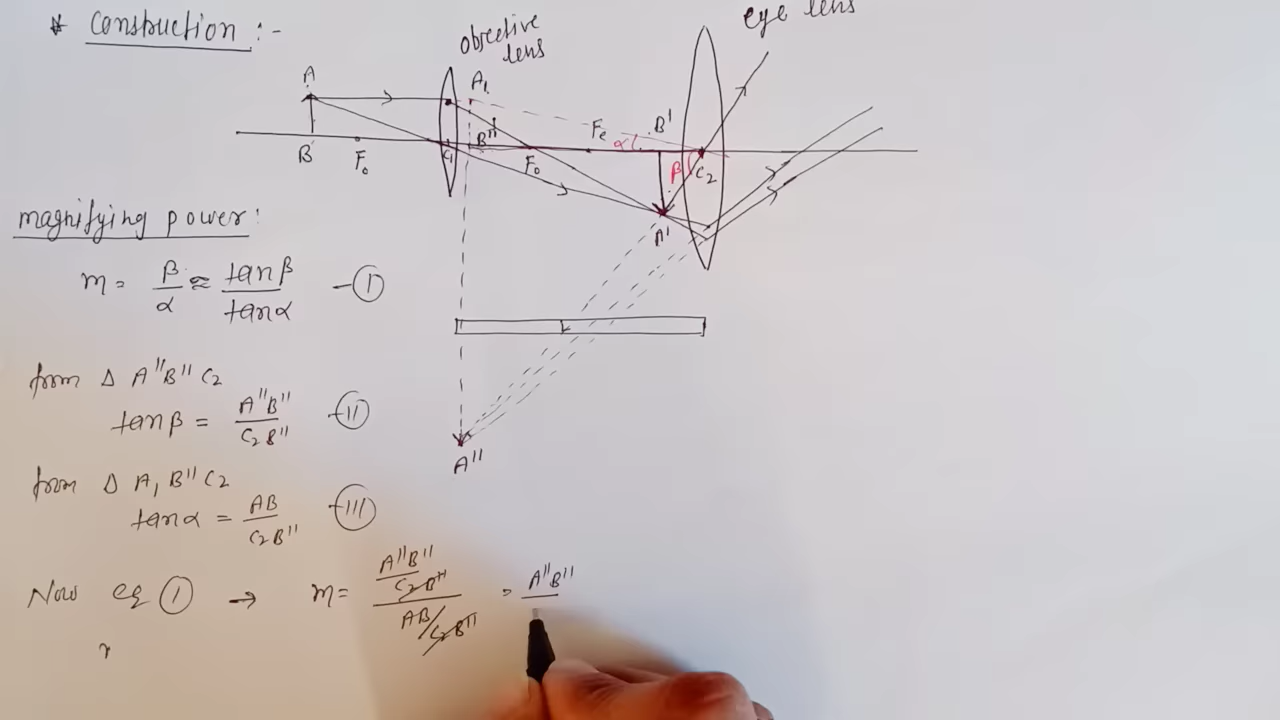 * Construction :-
eye lens
objective
lens
A
A₁
B
F₀
C₁
B''
F₀
Fe
α
B'
β
C₂
A'
magnifying power:
m = β/α ≈ tanβ/tanα —Ⓘ
A''
from Δ A''B''C₂
tanβ = A''B''/C₂B'' —(II)
from Δ A₁B''C₂
tanα = AB/C₂B'' —(III)
Now eq Ⓘ → m = (A''B''/C₂B'')/(AB/C₂B'') = A''B''